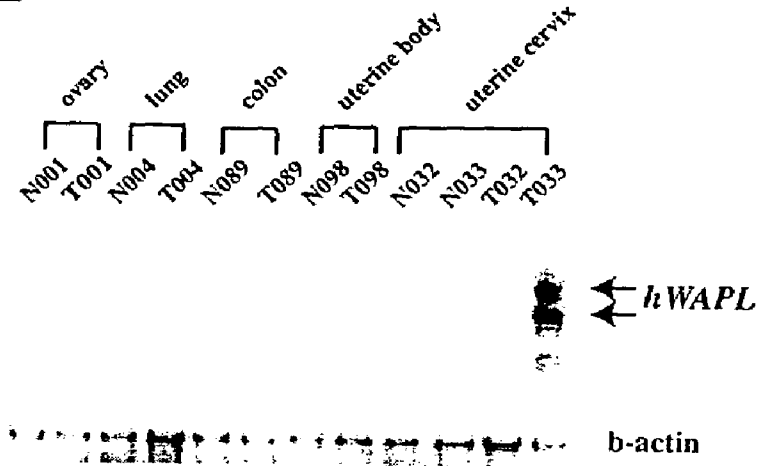 ovary lung colon uterine body uterine cervix
N001 T001 N004 T004 N089 T089 N098 T098 N032 N033 T032 T033
hWAPL
b-actin